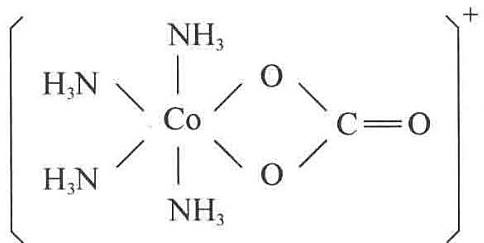 +
NH₃
H₃N O
Co C=O
H₃N O
NH₃